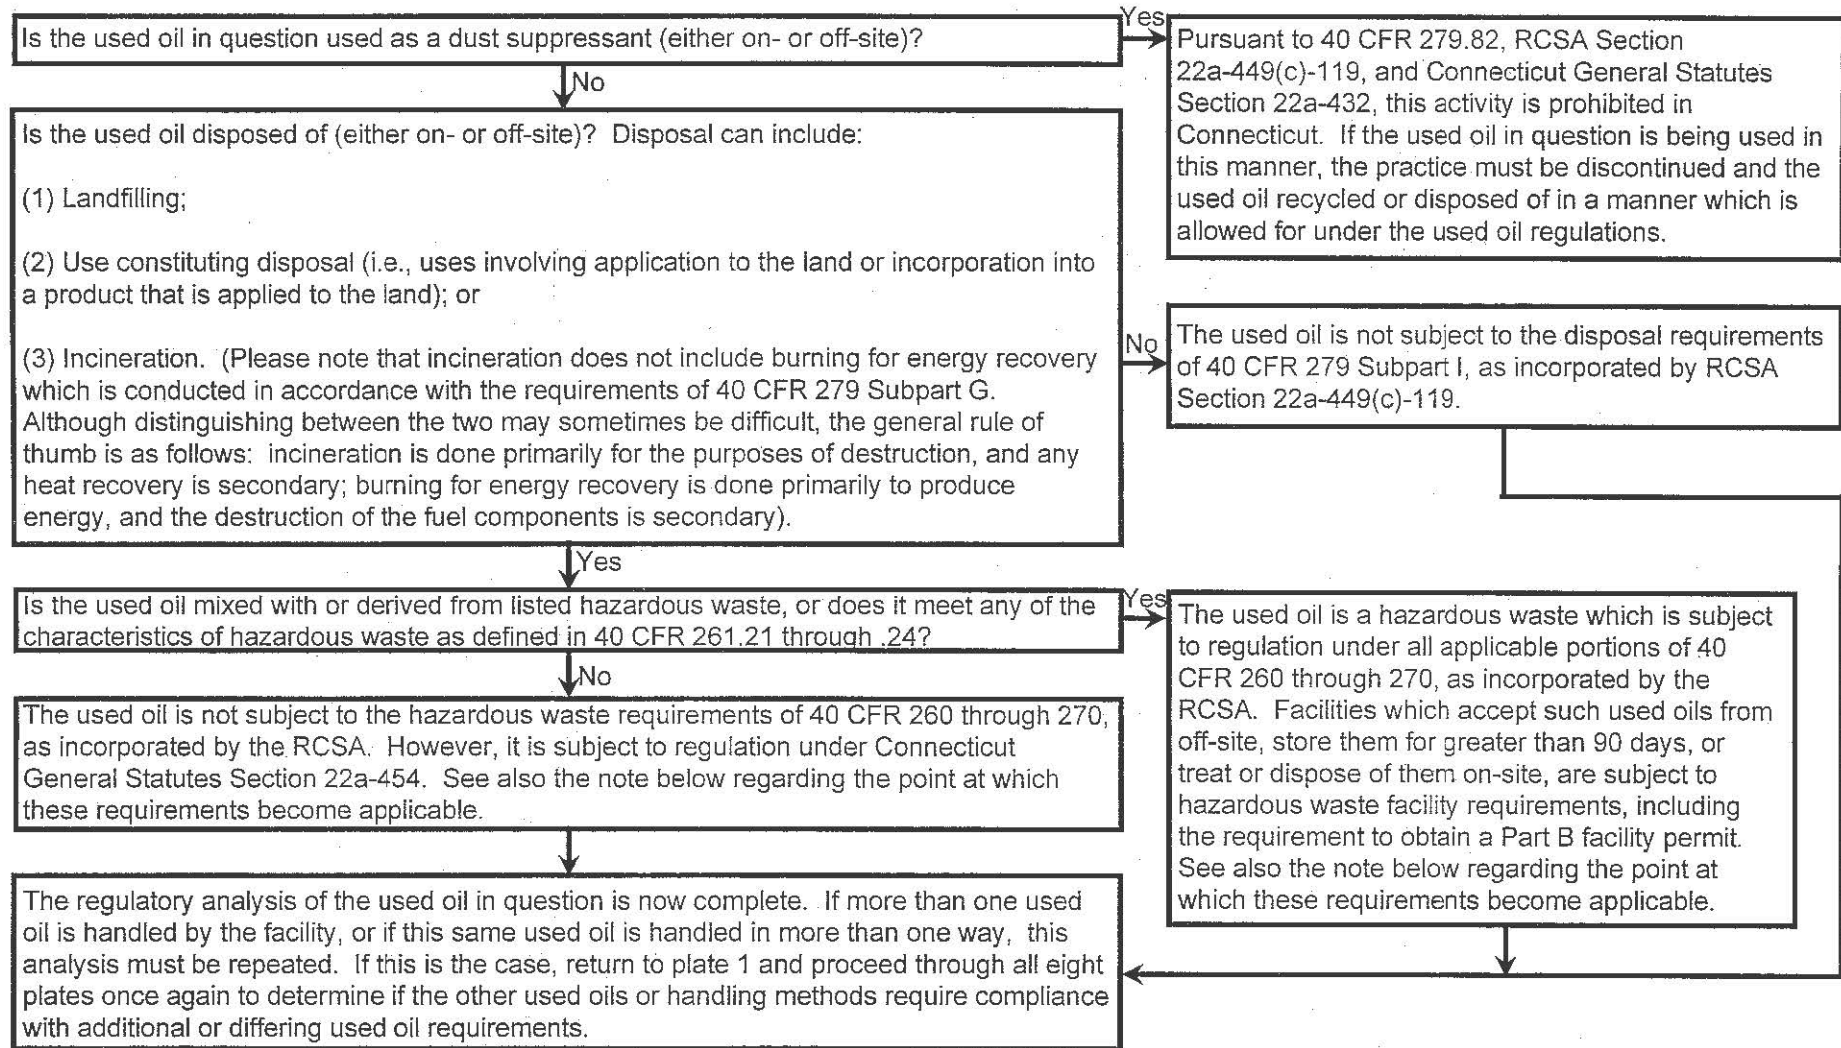 Is the used oil in question used as a dust suppressant (either on- or off-site)?
Yes
Pursuant to 40 CFR 279.82, RCSA Section
22a-449(c)-119, and Connecticut General Statutes
Section 22a-432, this activity is prohibited in
Connecticut. If the used oil in question is being used in
this manner, the practice must be discontinued and the
used oil recycled or disposed of in a manner which is
allowed for under the used oil regulations.
No
Is the used oil disposed of (either on- or off-site)? Disposal can include:
(1) Landfilling;
(2) Use constituting disposal (i.e., uses involving application to the land or incorporation into
a product that is applied to the land); or
(3) Incineration. (Please note that incineration does not include burning for energy recovery
which is conducted in accordance with the requirements of 40 CFR 279 Subpart G.
Although distinguishing between the two may sometimes be difficult, the general rule of
thumb is as follows: incineration is done primarily for the purposes of destruction, and any
heat recovery is secondary; burning for energy recovery is done primarily to produce
energy, and the destruction of the fuel components is secondary).
No
The used oil is not subject to the disposal requirements
of 40 CFR 279 Subpart I, as incorporated by RCSA
Section 22a-449(c)-119.
Yes
Is the used oil mixed with or derived from listed hazardous waste, or does it meet any of the
characteristics of hazardous waste as defined in 40 CFR 261.21 through .24?
Yes
The used oil is a hazardous waste which is subject
to regulation under all applicable portions of 40
CFR 260 through 270, as incorporated by the
RCSA. Facilities which accept such used oils from
off-site, store them for greater than 90 days, or
treat or dispose of them on-site, are subject to
hazardous waste facility requirements, including
the requirement to obtain a Part B facility permit.
See also the note below regarding the point at
which these requirements become applicable.
No
The used oil is not subject to the hazardous waste requirements of 40 CFR 260 through 270,
as incorporated by the RCSA. However, it is subject to regulation under Connecticut
General Statutes Section 22a-454. See also the note below regarding the point at which
these requirements become applicable.
The regulatory analysis of the used oil in question is now complete. If more than one used
oil is handled by the facility, or if this same used oil is handled in more than one way, this
analysis must be repeated. If this is the case, return to plate 1 and proceed through all eight
plates once again to determine if the other used oils or handling methods require compliance
with additional or differing used oil requirements.